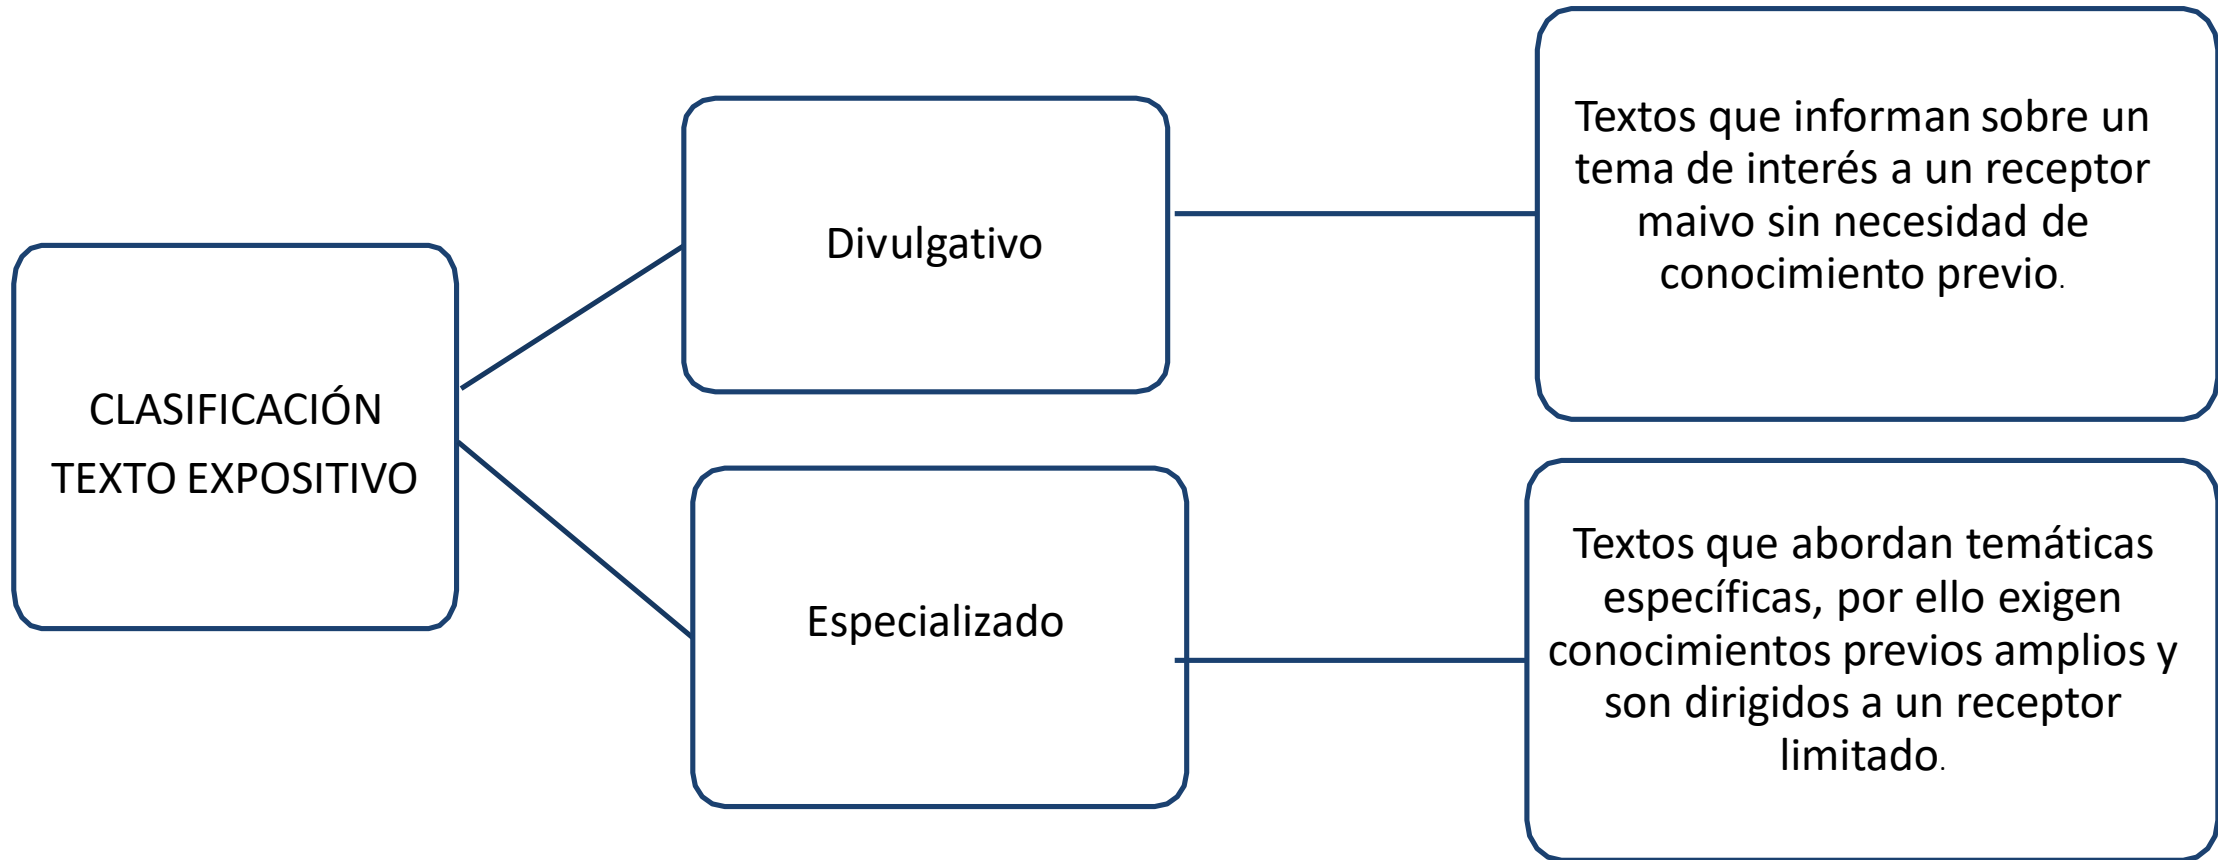 CLASIFICACIÓN
TEXTO EXPOSITIVO
Divulgativo
Textos que informan sobre un
tema de interés a un receptor
maivo sin necesidad de
conocimiento previo.
Especializado
Textos que abordan temáticas
específicas, por ello exigen
conocimientos previos amplios y
son dirigidos a un receptor
limitado.